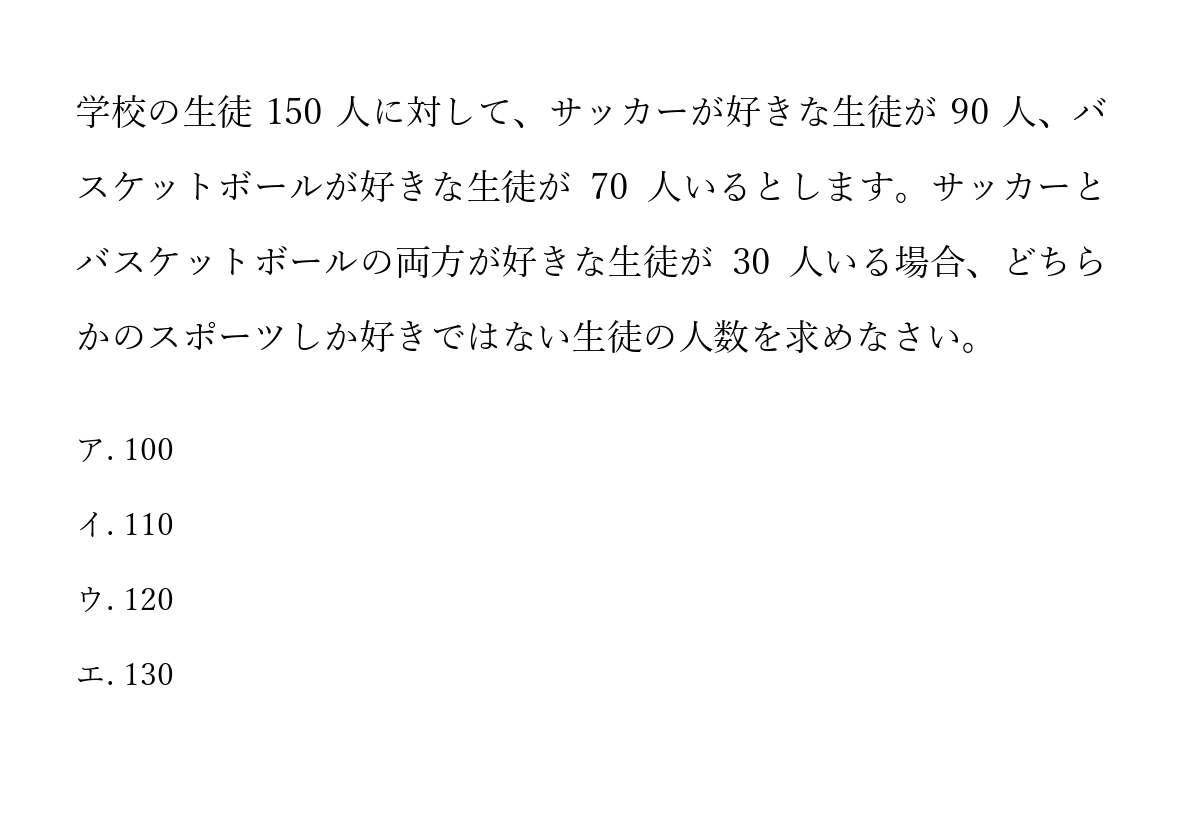 学校の生徒 150 人に対して、サッカーが好きな生徒が 90 人、バ
スケットボールが好きな生徒が 70 人いるとします。サッカーと
バスケットボールの両方が好きな生徒が 30 人いる場合、どちら
かのスポーツしか好きではない生徒の人数を求めなさい。
ア. 100
イ. 110
ウ. 120
エ. 130